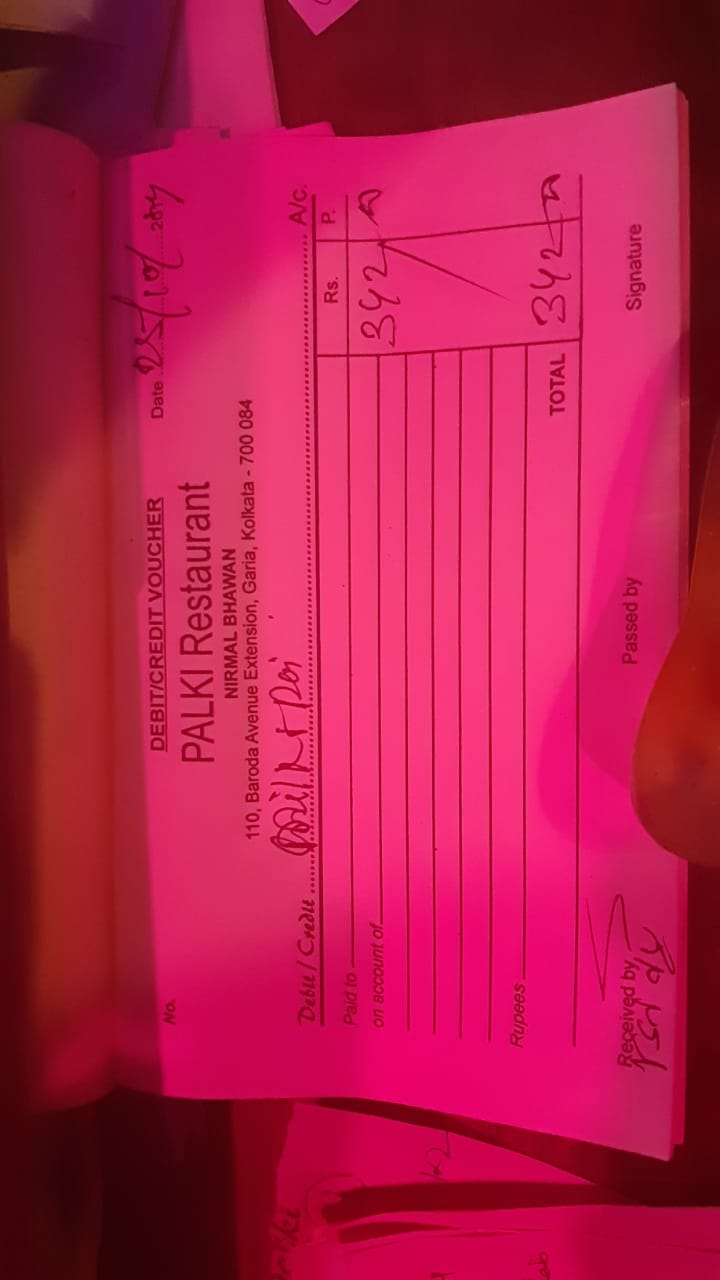 DEBIT/CREDIT VOUCHER
No.
Date 25/10/2014
PALKI Restaurant
NIRMAL BHAWAN
110, Baroda Avenue Extension, Garia, Kolkata - 700 084
Debit / Credit A/c.
Paid to Rs. P.
on account of 342
Rupees
TOTAL 342
Received by Passed by Signature